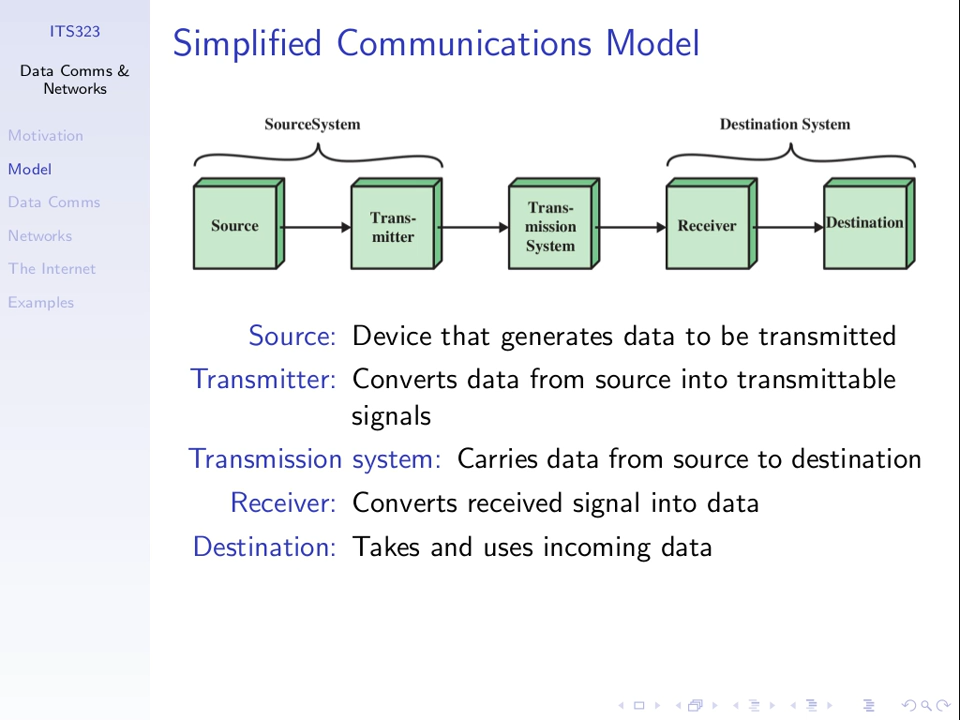 ITS323
Data Comms &
Networks
Motivation
Model
Data Comms
Networks
The Internet
Examples
Simplified Communications Model
SourceSystem
Destination System
Source
Trans-
mitter
Trans-
mission
System
Receiver
Destination
Source: Device that generates data to be transmitted
Transmitter: Converts data from source into transmittable
signals
Transmission system: Carries data from source to destination
Receiver: Converts received signal into data
Destination: Takes and uses incoming data